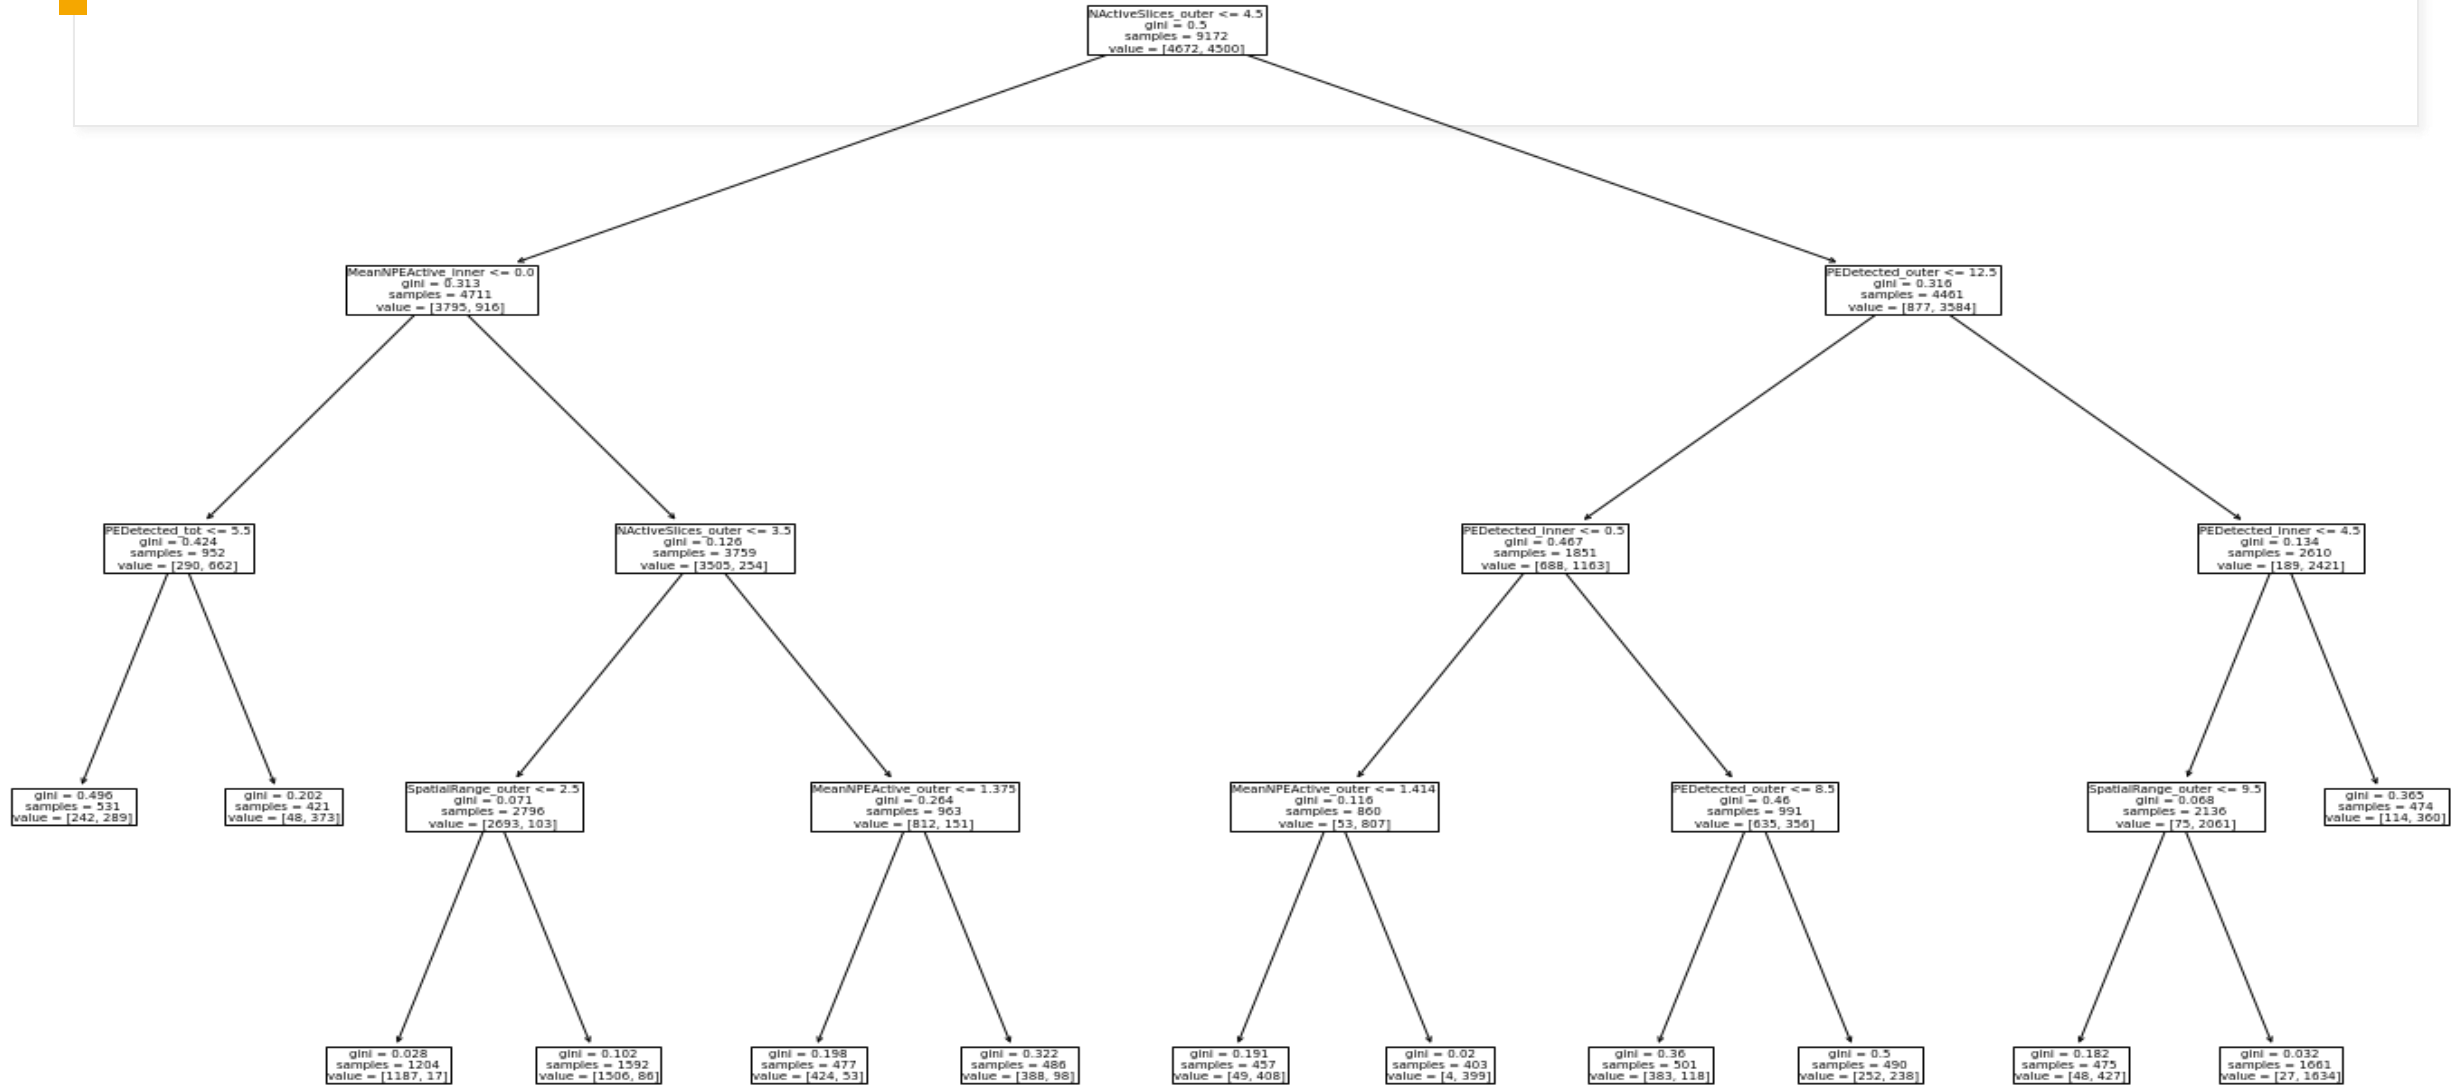 NActiveSlices_outer <= 4.5
gini = 0.5
samples = 9172
value = [4672, 4500]
MeanNPEActive_inner <= 0.0
gini = 0.313
samples = 4711
value = [3795, 916]
PEDetected_outer <= 12.5
gini = 0.316
samples = 4461
value = [877, 3584]
PEDetected_tot <= 5.5
gini = 0.424
samples = 952
value = [290, 662]
NActiveSlices_outer <= 3.5
gini = 0.126
samples = 3759
value = [3505, 254]
PEDetected_inner <= 0.5
gini = 0.467
samples = 1851
value = [688, 1163]
PEDetected_inner <= 4.5
gini = 0.134
samples = 2610
value = [189, 2421]
gini = 0.496
samples = 531
value = [242, 289]
gini = 0.202
samples = 421
value = [48, 373]
SpatialRange_outer <= 2.5
gini = 0.071
samples = 2796
value = [2693, 103]
MeanNPEActive_outer <= 1.375
gini = 0.264
samples = 963
value = [812, 151]
MeanNPEActive_outer <= 1.414
gini = 0.116
samples = 860
value = [53, 807]
PEDetected_outer <= 8.5
gini = 0.46
samples = 991
value = [635, 356]
SpatialRange_outer <= 9.5
gini = 0.068
samples = 2136
value = [75, 2061]
gini = 0.365
samples = 474
value = [114, 360]
gini = 0.028
samples = 1204
value = [1187, 17]
gini = 0.102
samples = 1592
value = [1506, 86]
gini = 0.198
samples = 477
value = [424, 53]
gini = 0.322
samples = 486
value = [388, 98]
gini = 0.191
samples = 457
value = [49, 408]
gini = 0.02
samples = 403
value = [4, 399]
gini = 0.36
samples = 501
value = [383, 118]
gini = 0.5
samples = 490
value = [252, 238]
gini = 0.182
samples = 475
value = [48, 427]
gini = 0.032
samples = 1661
value = [27, 1634]